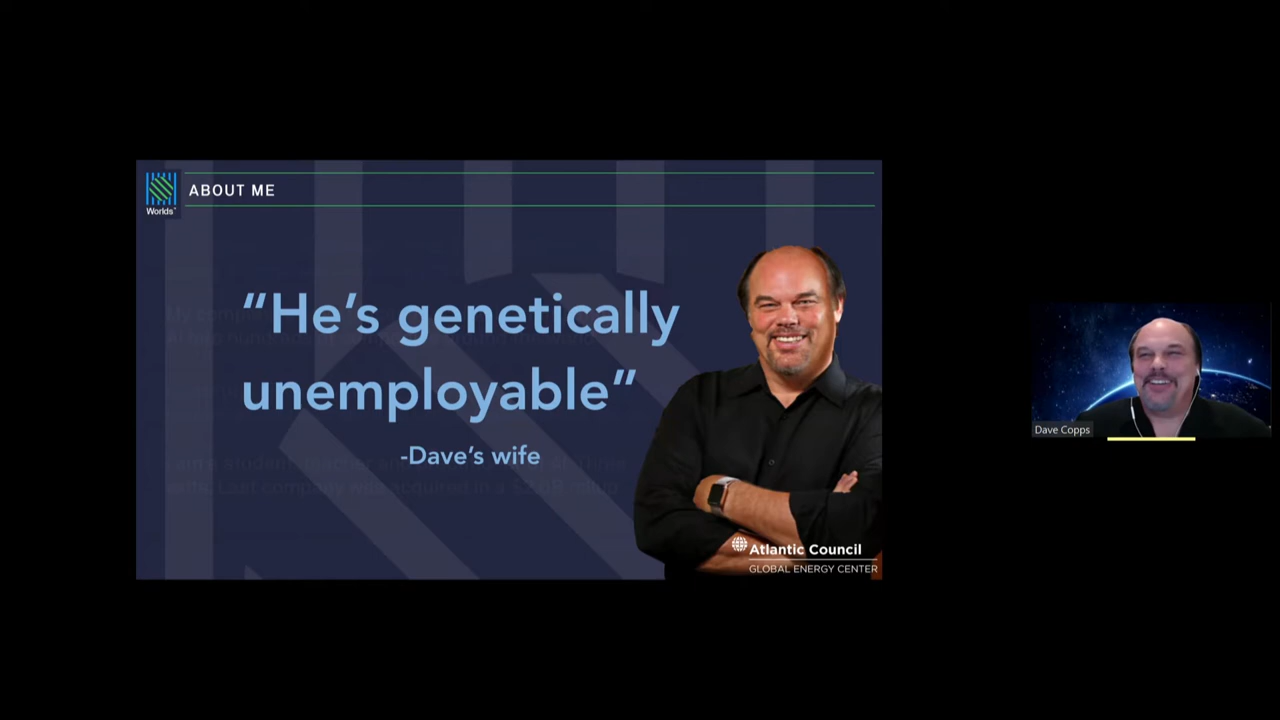 Worlds
ABOUT ME
“He’s genetically
unemployable”
-Dave’s wife
Atlantic Council
GLOBAL ENERGY CENTER
Dave Copps